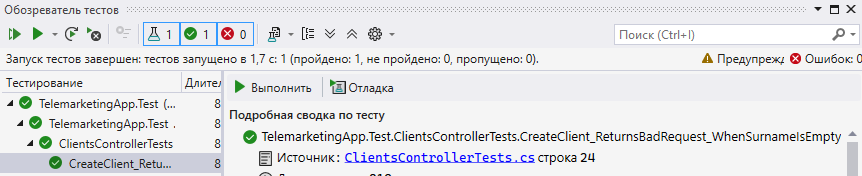 Обозреватель тестов
1 1 0 Поиск (Ctrl+I)
Запуск тестов завершен: тестов запущено в 1,7 с: 1 (пройдено: 1, не пройдено: 0, пропущено: 0). Предупрежд Ошибок: 0
Тестирование Длител
Выполнить Отладка
TelemarketingApp.Test (... 8
Подробная сводка по тесту
TelemarketingApp.Test . 8
TelemarketingApp.Test.ClientsControllerTests.CreateClient_ReturnsBadRequest_WhenSurnameIsEmpty
ClientsControllerTests 8
Источник: ClientsControllerTests.cs строка 24
CreateClient_Retu... 8